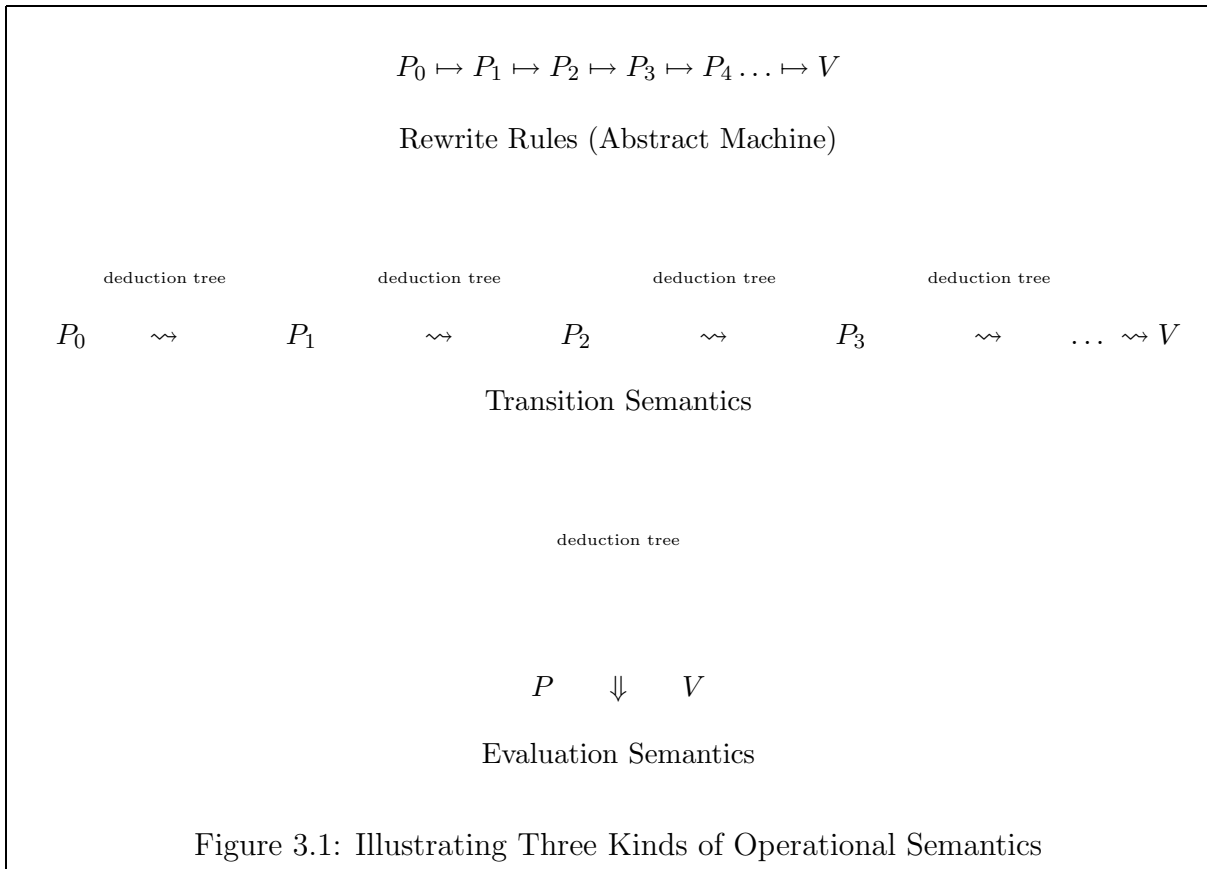 P₀ ↦ P₁ ↦ P₂ ↦ P₃ ↦ P₄ … ↦ V
Rewrite Rules (Abstract Machine)
deduction tree deduction tree deduction tree deduction tree
P₀ ⇝ P₁ ⇝ P₂ ⇝ P₃ ⇝ … ⇝ V
Transition Semantics
deduction tree
P ⇓ V
Evaluation Semantics
Figure 3.1: Illustrating Three Kinds of Operational Semantics